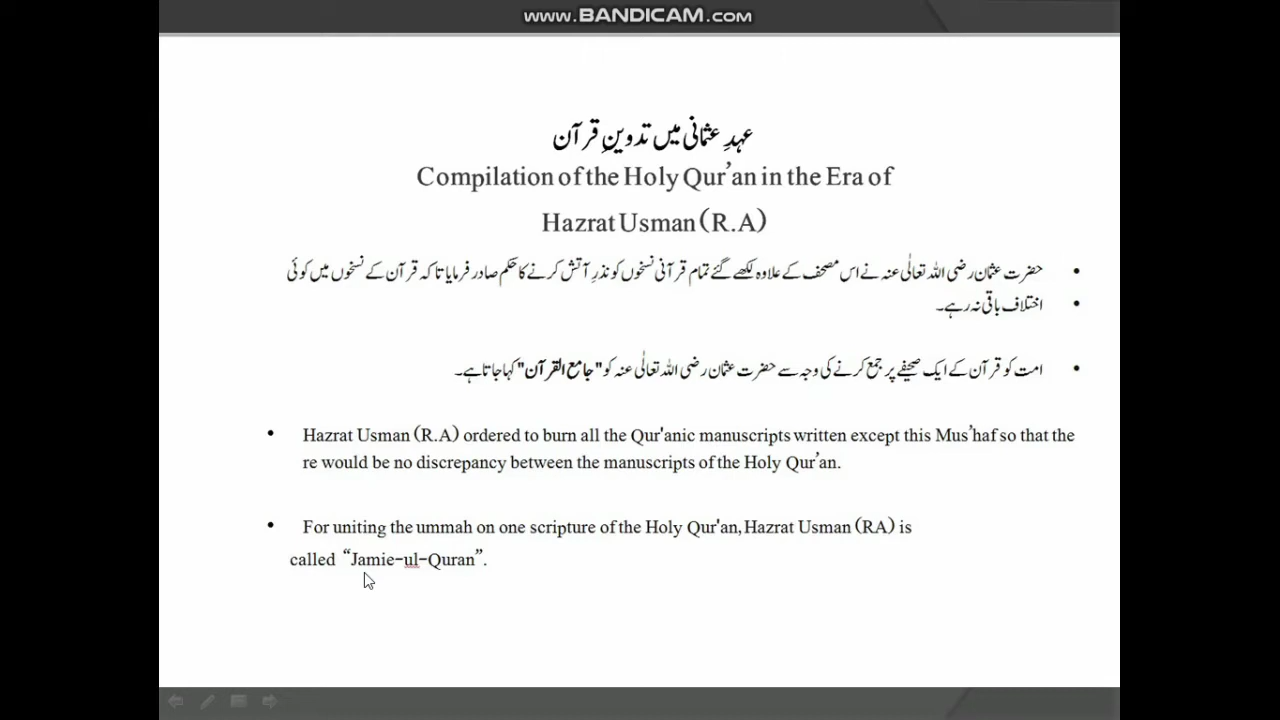 www.BANDICAM.com
عہدِ عثمانی میں تدوینِ قرآن
Compilation of the Holy Qur’an in the Era of
Hazrat Usman (R.A)
• حضرت عثمان رضی اللہ تعالٰی عنہ نے اس مصحف کے علاوہ لکھے گئے تمام قرآنی نسخوں کو نذرِ آتش کرنے کا حکم صادر فرمایا تاکہ قرآن کے نسخوں میں کوئی
• اختلاف باقی نہ رہے۔
• امت کو قرآن کے ایک صحیفے پر جمع کرنے کی وجہ سے حضرت عثمان رضی اللہ تعالٰی عنہ کو "جامع القرآن" کہا جاتا ہے۔
• Hazrat Usman (R.A) ordered to burn all the Qur'anic manuscripts written except this Mus’haf so that the
re would be no discrepancy between the manuscripts of the Holy Qur’an.
• For uniting the ummah on one scripture of the Holy Qur'an, Hazrat Usman (RA) is
called “Jamie-ul-Quran”.